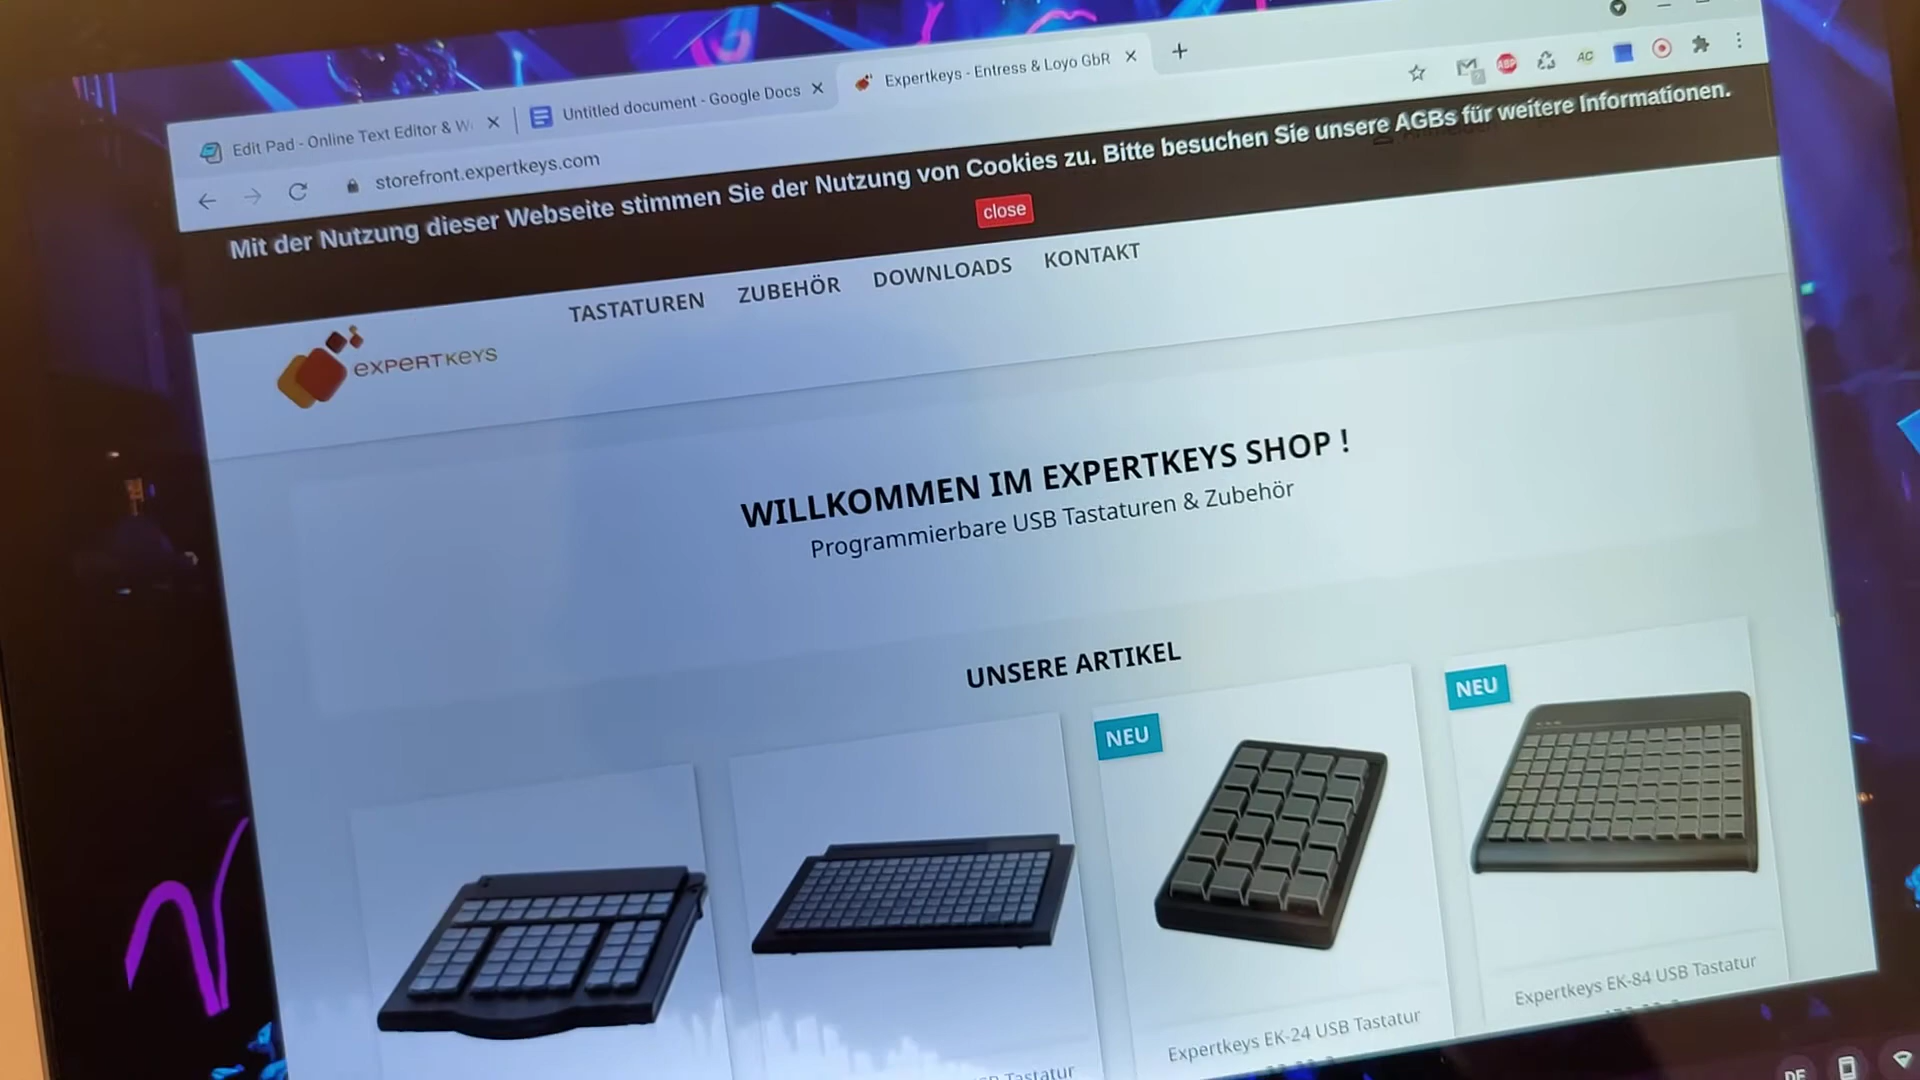 Edit Pad - Online Text Editor & W
Untitled document - Google Docs
Expertkeys - Entress & Loyo GbR
storefront.expertkeys.com
ABP
AC
Mit der Nutzung dieser Webseite stimmen Sie der Nutzung von Cookies zu. Bitte besuchen Sie unsere AGBs für weitere Informationen.
close
TASTATUREN ZUBEHÖR DOWNLOADS KONTAKT
EXPERTKEYS
WILLKOMMEN IM EXPERTKEYS SHOP !
Programmierbare USB Tastaturen & Zubehör
UNSERE ARTIKEL
NEU
NEU
Expertkeys EK-84 USB Tastatur
Expertkeys EK-24 USB Tastatur
Tastatur
DE